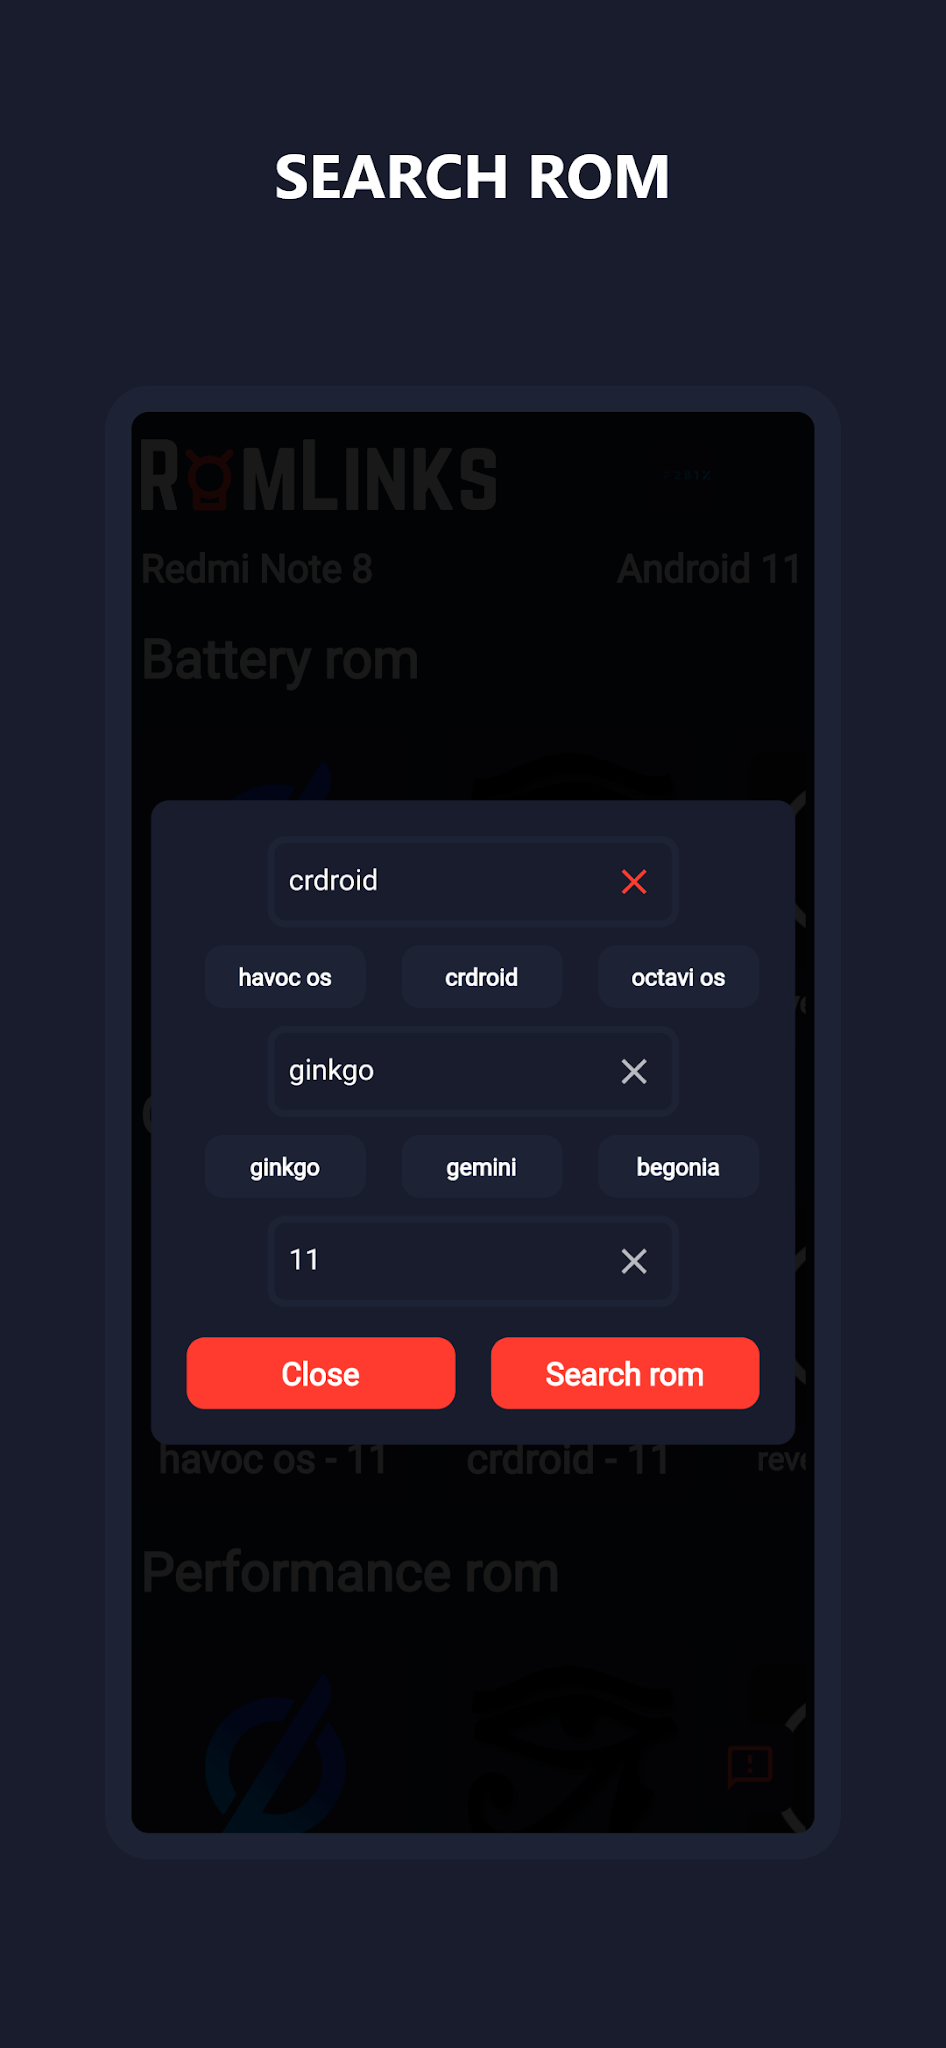 SEARCH ROM
ROMLINKS
Redmi Note 8 Android 11
Battery rom
crdroid
havoc os crdroid octavi os
ginkgo
ginkgo gemini begonia
11
Close Search rom
havoc os - 11 crdroid - 11
Performance rom